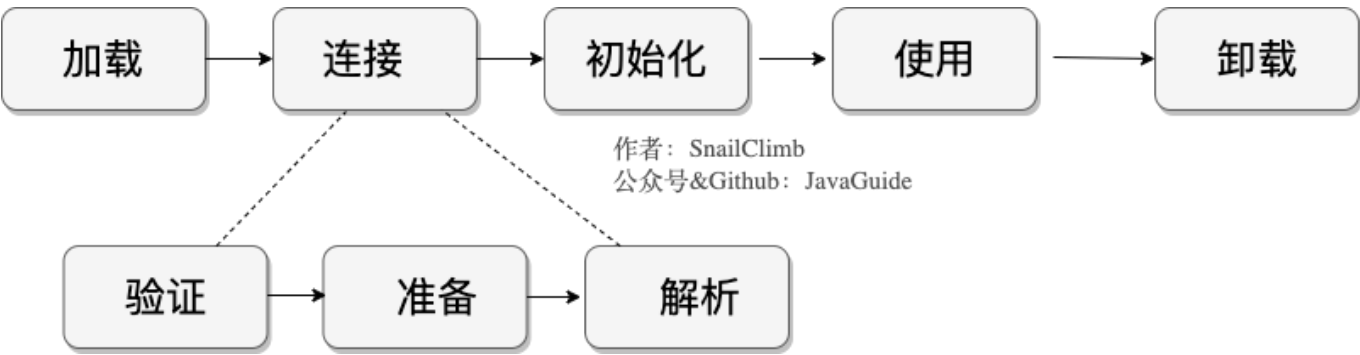 加载
连接
初始化
使用
卸载
作者：SnailClimb
公众号&Github：JavaGuide
验证
准备
解析